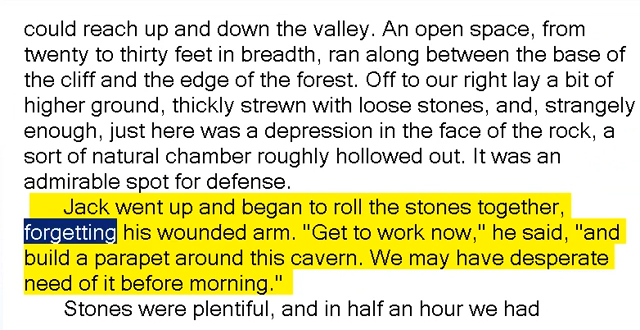 could reach up and down the valley. An open space, from
twenty to thirty feet in breadth, ran along between the base of
the cliff and the edge of the forest. Off to our right lay a bit of
higher ground, thickly strewn with loose stones, and, strangely
enough, just here was a depression in the face of the rock, a
sort of natural chamber roughly hollowed out. It was an
admirable spot for defense.
Jack went up and began to roll the stones together,
forgetting his wounded arm. "Get to work now," he said, "and
build a parapet around this cavern. We may have desperate
need of it before morning."
Stones were plentiful, and in half an hour we had